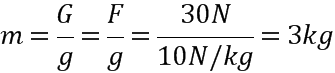 m = G/g = F/g = 30N/10N/kg = 3kg